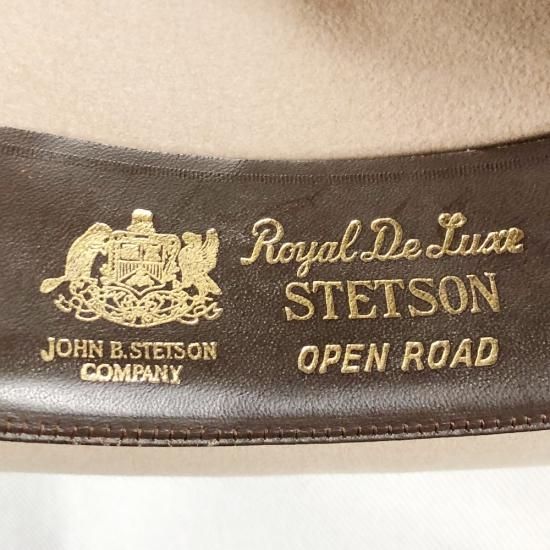 JOHN B. STETSON
COMPANY
Royal De Luxe
STETSON
OPEN ROAD